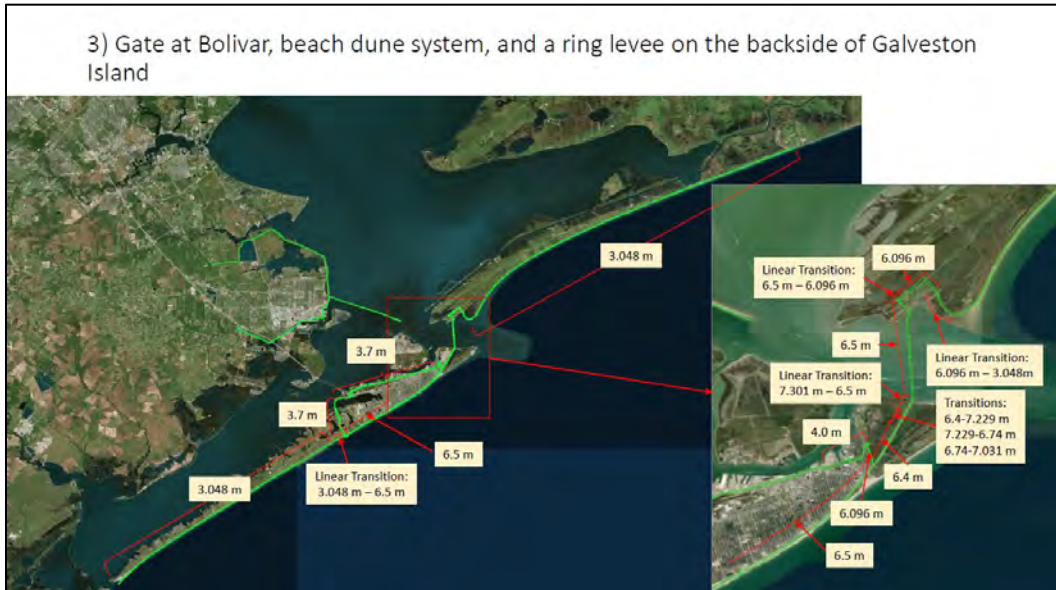 3) Gate at Bolivar, beach dune system, and a ring levee on the backside of Galveston
Island
3.048 m
3.7 m
3.7 m
6.5 m
3.048 m
Linear Transition:
3.048 m – 6.5 m
6.096 m
Linear Transition:
6.5 m – 6.096 m
6.5 m
Linear Transition:
6.096 m – 3.048m
Linear Transition:
7.301 m – 6.5 m
Transitions:
6.4-7.229 m
7.229-6.74 m
6.74-7.031 m
4.0 m
6.4 m
6.096 m
6.5 m